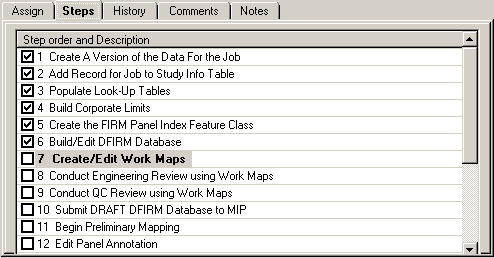 Assign Steps History Comments Notes
Step order and Description
1 Create A Version of the Data For the Job
2 Add Record for Job to Study Info Table
3 Populate Look-Up Tables
4 Build Corporate Limits
5 Create the FIRM Panel Index Feature Class
6 Build/Edit DFIRM Database
7 Create/Edit Work Maps
8 Conduct Engineering Review using Work Maps
9 Conduct QC Review using Work Maps
10 Submit DRAFT DFIRM Database to MIP
11 Begin Preliminary Mapping
12 Edit Panel Annotation